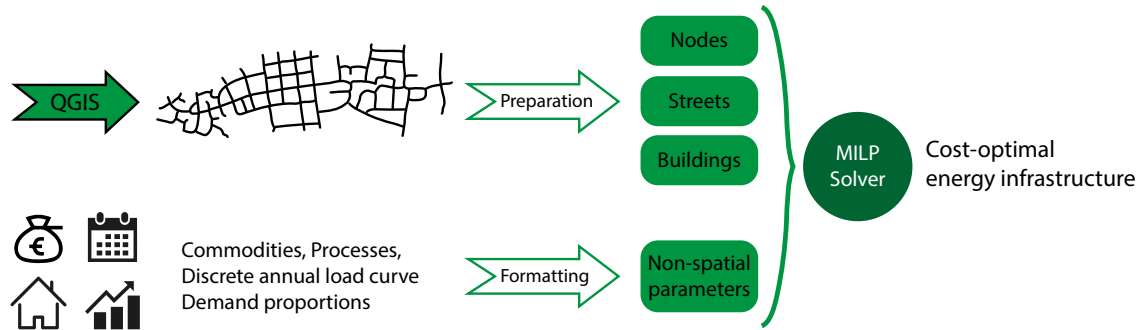 QGIS
Preparation
Nodes
Streets
Buildings
MILP
Solver
Cost-optimal
energy infrastructure
€
Commodities, Processes,
Discrete annual load curve
Demand proportions
Formatting
Non-spatial
parameters